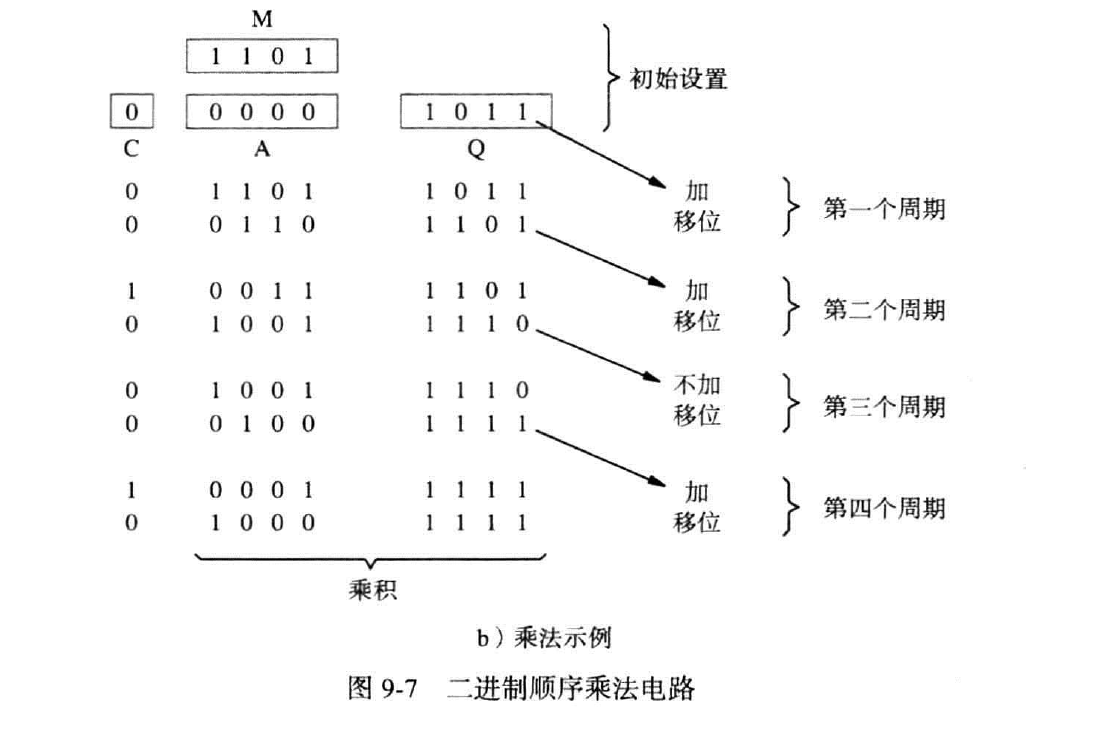 M
1 1 0 1
初始设置
0 0 0 0 0 1 0 1 1
C A Q
0 1 1 0 1 1 0 1 1 加
第一个周期
0 0 1 1 0 1 1 0 1 移位
1 0 0 1 1 1 1 0 1 加
第二个周期
0 1 0 0 1 1 1 1 0 移位
0 1 0 0 1 1 1 1 0 不加
第三个周期
0 0 1 0 0 1 1 1 1 移位
1 0 0 0 1 1 1 1 1 加
第四个周期
0 1 0 0 0 1 1 1 1 移位
乘积
b）乘法示例
图 9-7 二进制顺序乘法电路